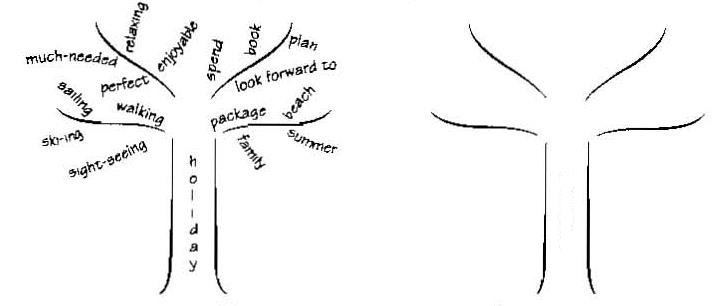 relaxing
enjoyable
much-needed
perfect
spend
book
plan
look forward to
sailing
walking
ski-ing
sight-seeing
package
beach
summer
family
holiday